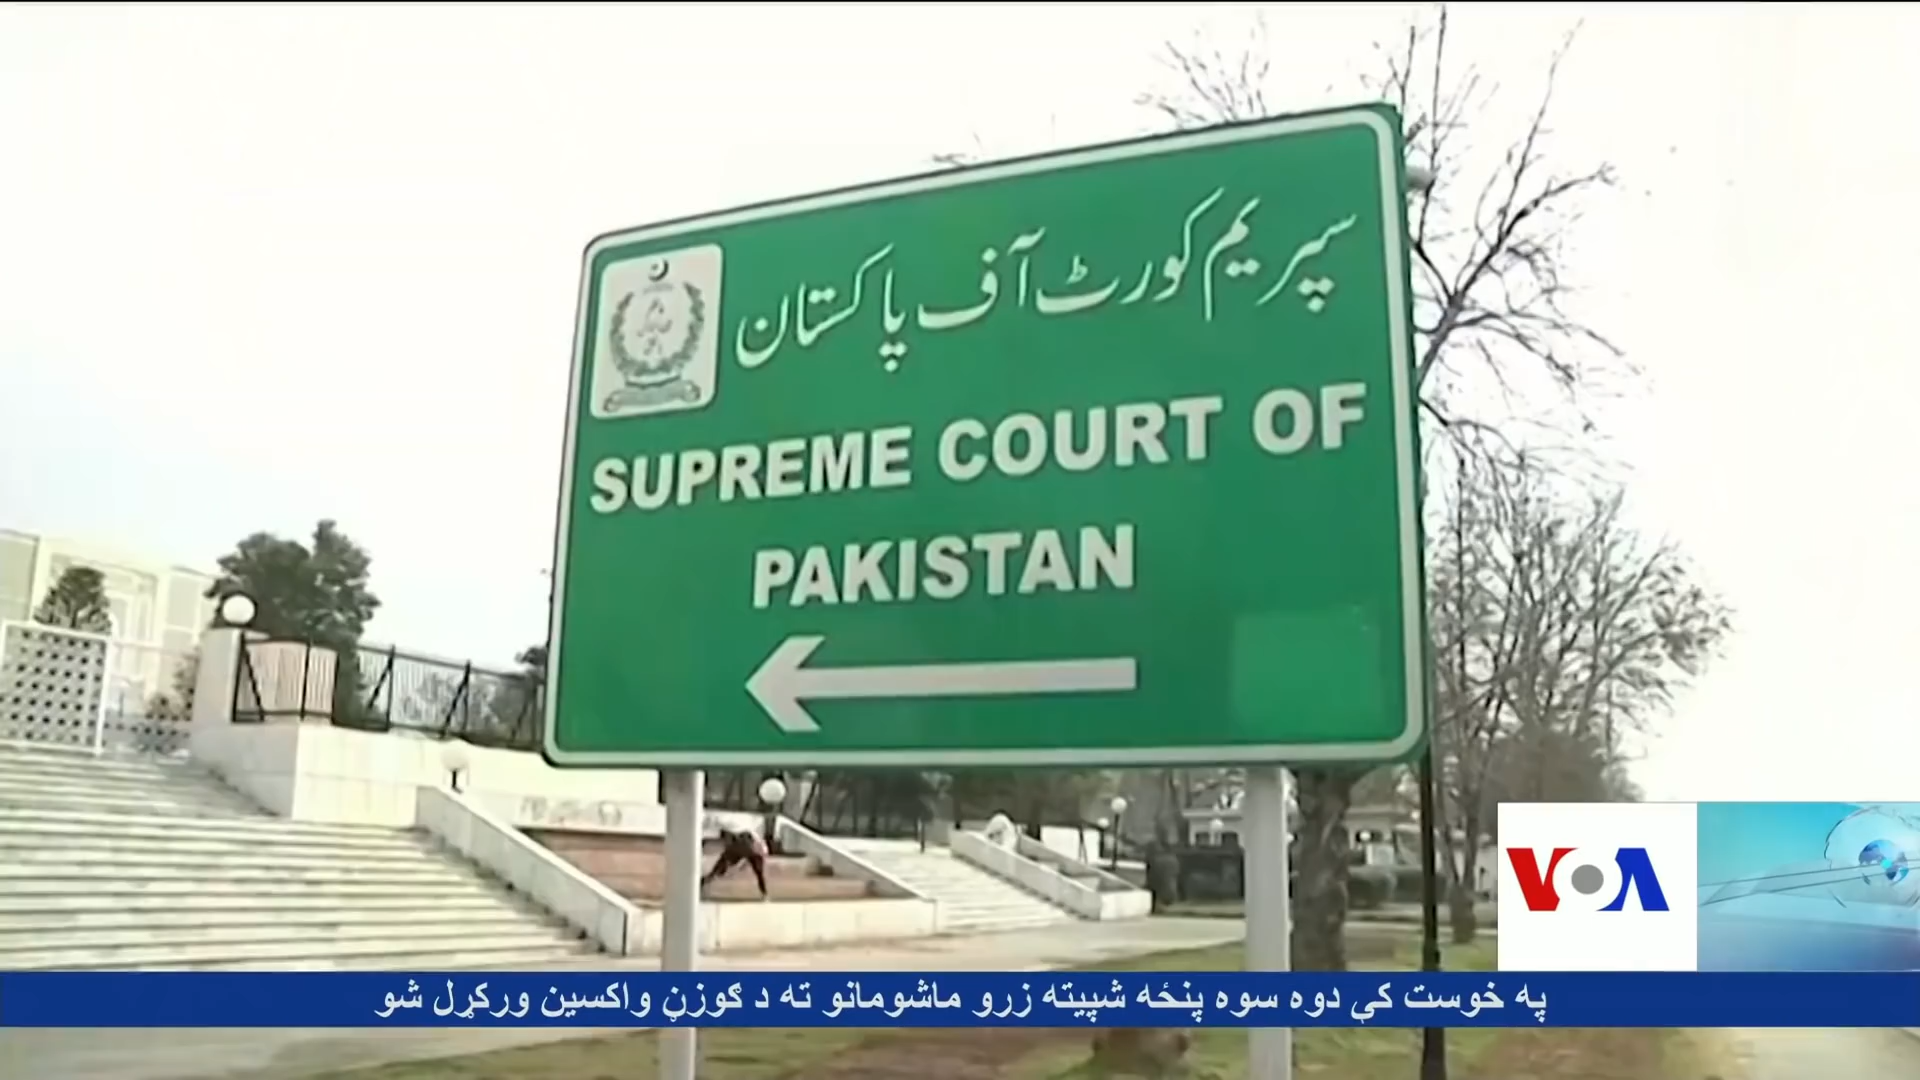 سپریم کورٹ آف پاکستان
SUPREME COURT OF
PAKISTAN
VOA
په خوست کې دوه سوه پنځه شپيته زرو ماشومانو ته د ګوزڼ واکسين ورکړل شو